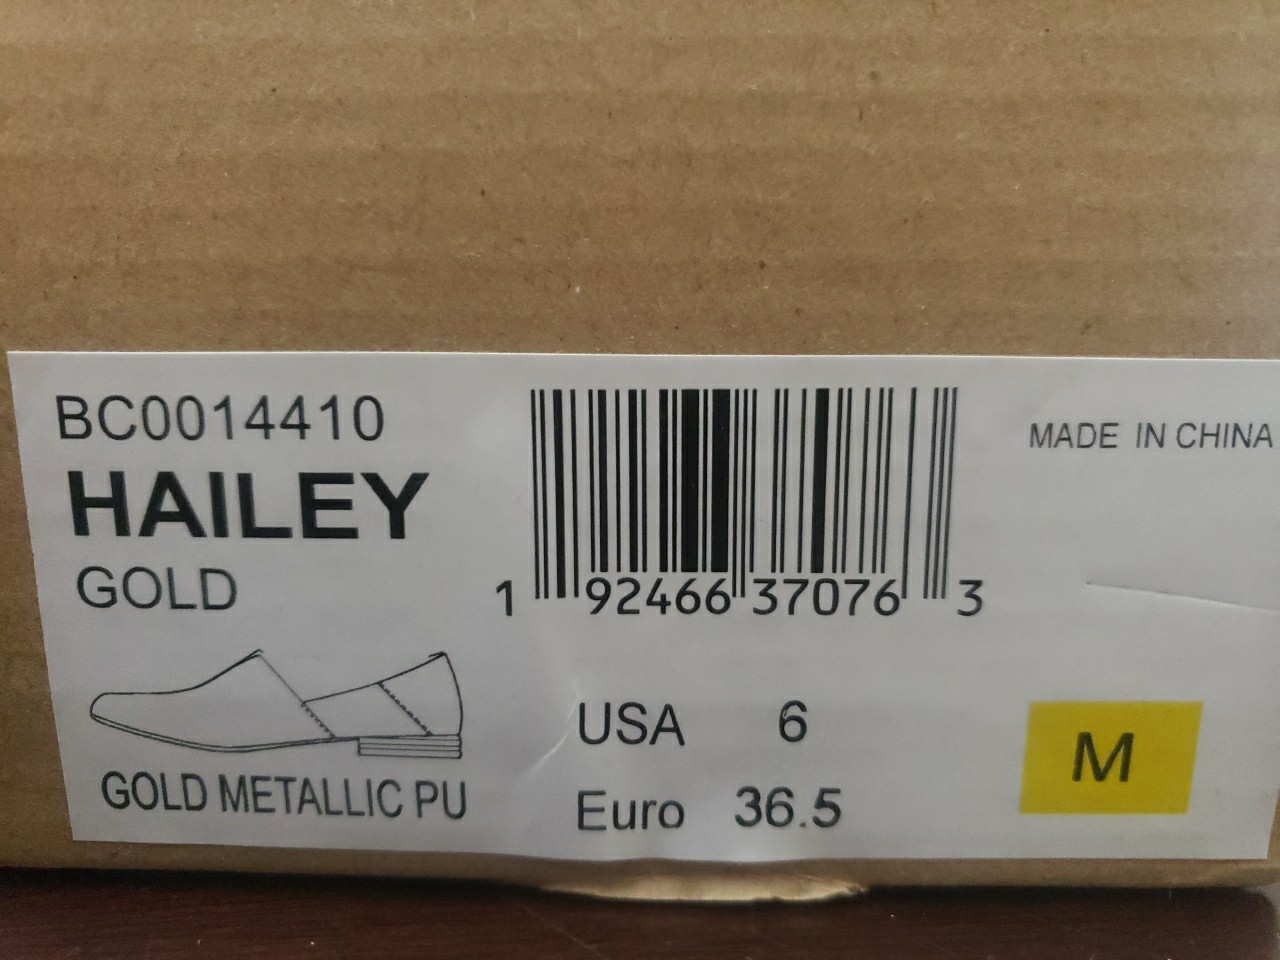 BC0014410
HAILEY
GOLD
GOLD METALLIC PU
1 92466 37076 3
USA 6
Euro 36.5
MADE IN CHINA
M